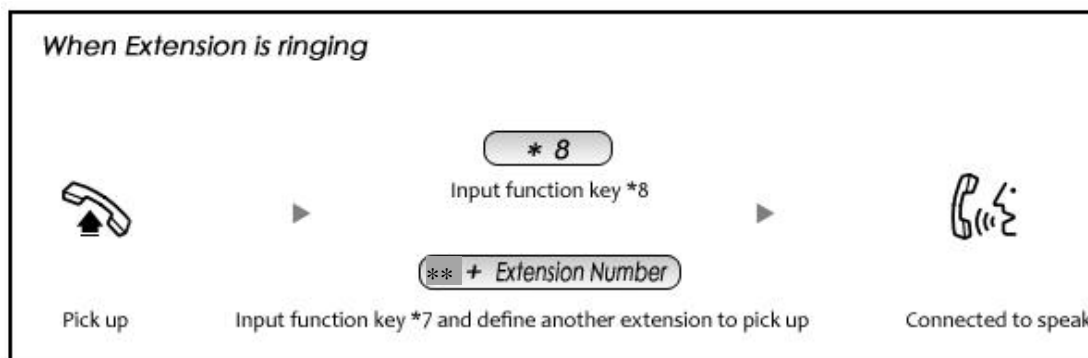 When Extension is ringing
* 8
Input function key *8
** + Extension Number
Pick up
Input function key *7 and define another extension to pick up
Connected to speak